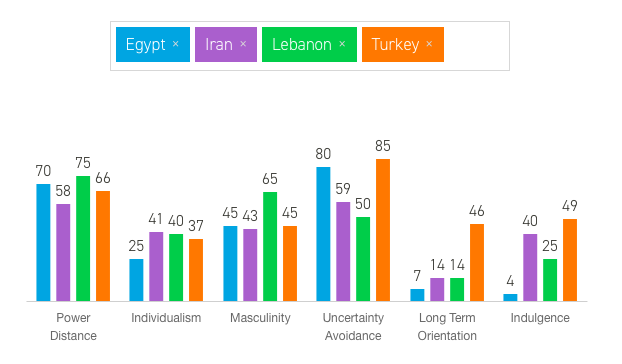 Egypt × Iran × Lebanon × Turkey ×
70 58 75 66 25 41 40 37 45 43 65 45 80 59 50 85 7 14 14 46 4 40 25 49
Power Distance
Individualism
Masculinity
Uncertainty Avoidance
Long Term Orientation
Indulgence